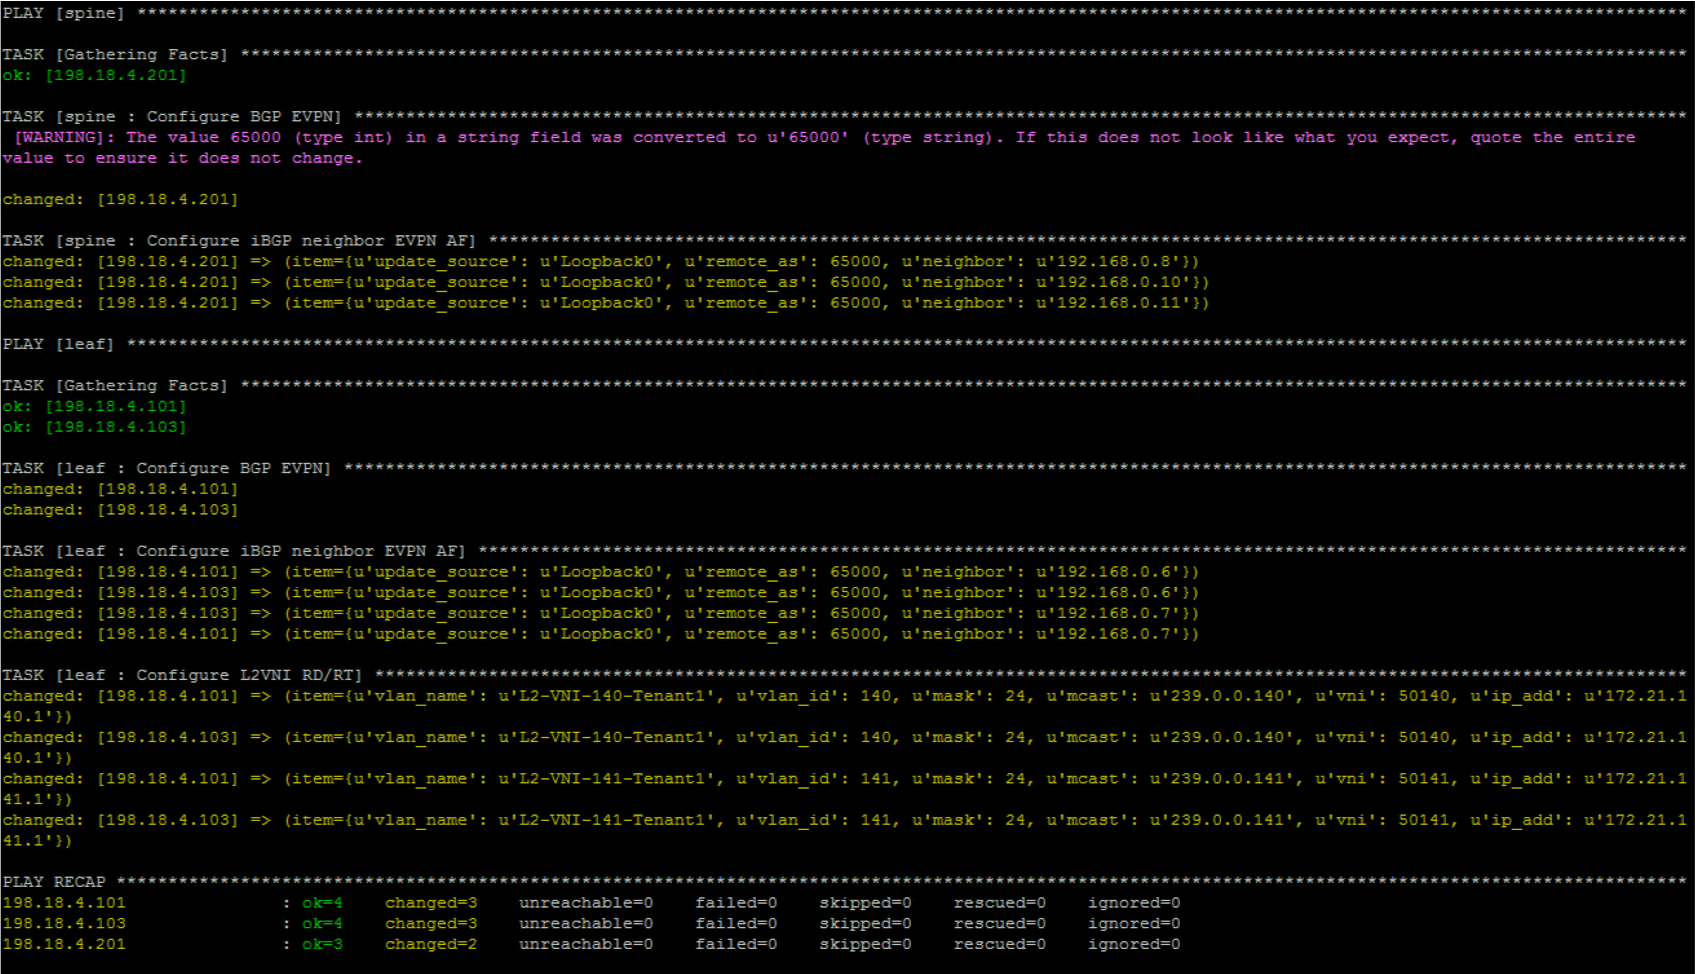 PLAY [spine] ******************************************************************************************************************************************************
TASK [Gathering Facts] ********************************************************************************************************************************************
ok: [198.18.4.201]
TASK [spine : Configure BGP EVPN] *********************************************************************************************************************************
 [WARNING]: The value 65000 (type int) in a string field was converted to u'65000' (type string). If this does not look like what you expect, quote the entire
value to ensure it does not change.
changed: [198.18.4.201]
TASK [spine : Configure iBGP neighbor EVPN AF] ********************************************************************************************************************
changed: [198.18.4.201] => (item={u'update_source': u'Loopback0', u'remote_as': 65000, u'neighbor': u'192.168.0.8'})
changed: [198.18.4.201] => (item={u'update_source': u'Loopback0', u'remote_as': 65000, u'neighbor': u'192.168.0.10'})
changed: [198.18.4.201] => (item={u'update_source': u'Loopback0', u'remote_as': 65000, u'neighbor': u'192.168.0.11'})
PLAY [leaf] *******************************************************************************************************************************************************
TASK [Gathering Facts] ********************************************************************************************************************************************
ok: [198.18.4.101]
ok: [198.18.4.103]
TASK [leaf : Configure BGP EVPN] **********************************************************************************************************************************
changed: [198.18.4.101]
changed: [198.18.4.103]
TASK [leaf : Configure iBGP neighbor EVPN AF] *********************************************************************************************************************
changed: [198.18.4.101] => (item={u'update_source': u'Loopback0', u'remote_as': 65000, u'neighbor': u'192.168.0.6'})
changed: [198.18.4.103] => (item={u'update_source': u'Loopback0', u'remote_as': 65000, u'neighbor': u'192.168.0.6'})
changed: [198.18.4.103] => (item={u'update_source': u'Loopback0', u'remote_as': 65000, u'neighbor': u'192.168.0.7'})
changed: [198.18.4.101] => (item={u'update_source': u'Loopback0', u'remote_as': 65000, u'neighbor': u'192.168.0.7'})
TASK [leaf : Configure L2VNI RD/RT] *******************************************************************************************************************************
changed: [198.18.4.101] => (item={u'vlan_name': u'L2-VNI-140-Tenant1', u'vlan_id': 140, u'mask': 24, u'mcast': u'239.0.0.140', u'vni': 50140, u'ip_add': u'172.21.1
40.1'})
changed: [198.18.4.103] => (item={u'vlan_name': u'L2-VNI-140-Tenant1', u'vlan_id': 140, u'mask': 24, u'mcast': u'239.0.0.140', u'vni': 50140, u'ip_add': u'172.21.1
40.1'})
changed: [198.18.4.101] => (item={u'vlan_name': u'L2-VNI-141-Tenant1', u'vlan_id': 141, u'mask': 24, u'mcast': u'239.0.0.141', u'vni': 50141, u'ip_add': u'172.21.1
41.1'})
changed: [198.18.4.103] => (item={u'vlan_name': u'L2-VNI-141-Tenant1', u'vlan_id': 141, u'mask': 24, u'mcast': u'239.0.0.141', u'vni': 50141, u'ip_add': u'172.21.1
41.1'})
PLAY RECAP ********************************************************************************************************************************************************
198.18.4.101               : ok=4    changed=3    unreachable=0    failed=0    skipped=0    rescued=0    ignored=0
198.18.4.103               : ok=4    changed=3    unreachable=0    failed=0    skipped=0    rescued=0    ignored=0
198.18.4.201               : ok=3    changed=2    unreachable=0    failed=0    skipped=0    rescued=0    ignored=0